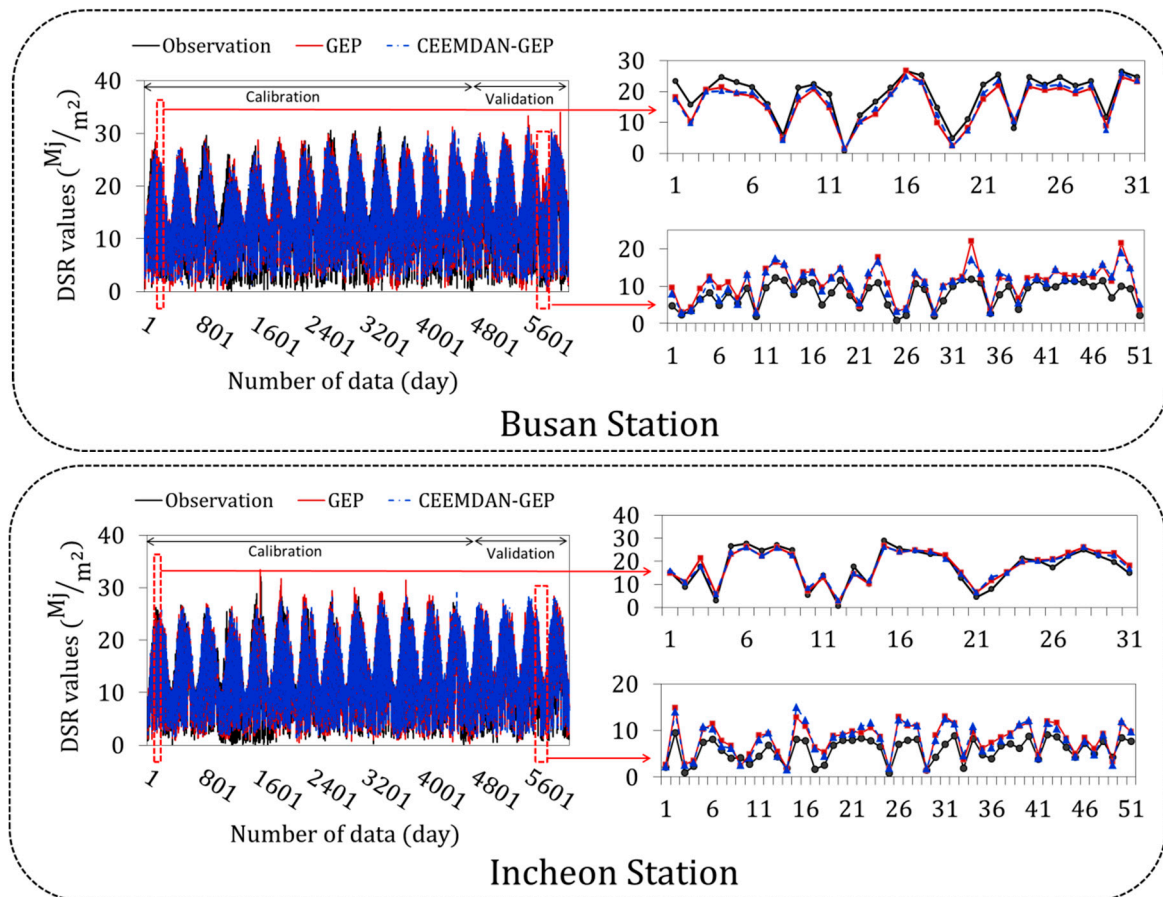 Observation GEP CEEMDAN-GEP
DSR values (Mj/m2)
40
30
20
10
0
Calibration Validation
1 801 1601 2401 3201 4001 4801 5601
Number of data (day)
30
20
10
0
1 6 11 16 21 26 31
20
10
0
1 6 11 16 21 26 31 36 41 46 51
Busan Station
Observation GEP CEEMDAN-GEP
DSR values (Mj/m2)
40
30
20
10
0
Calibration Validation
1 801 1601 2401 3201 4001 4801 5601
Number of data (day)
40
30
20
10
0
1 6 11 16 21 26 31
20
10
0
1 6 11 16 21 26 31 36 41 46 51
Incheon Station